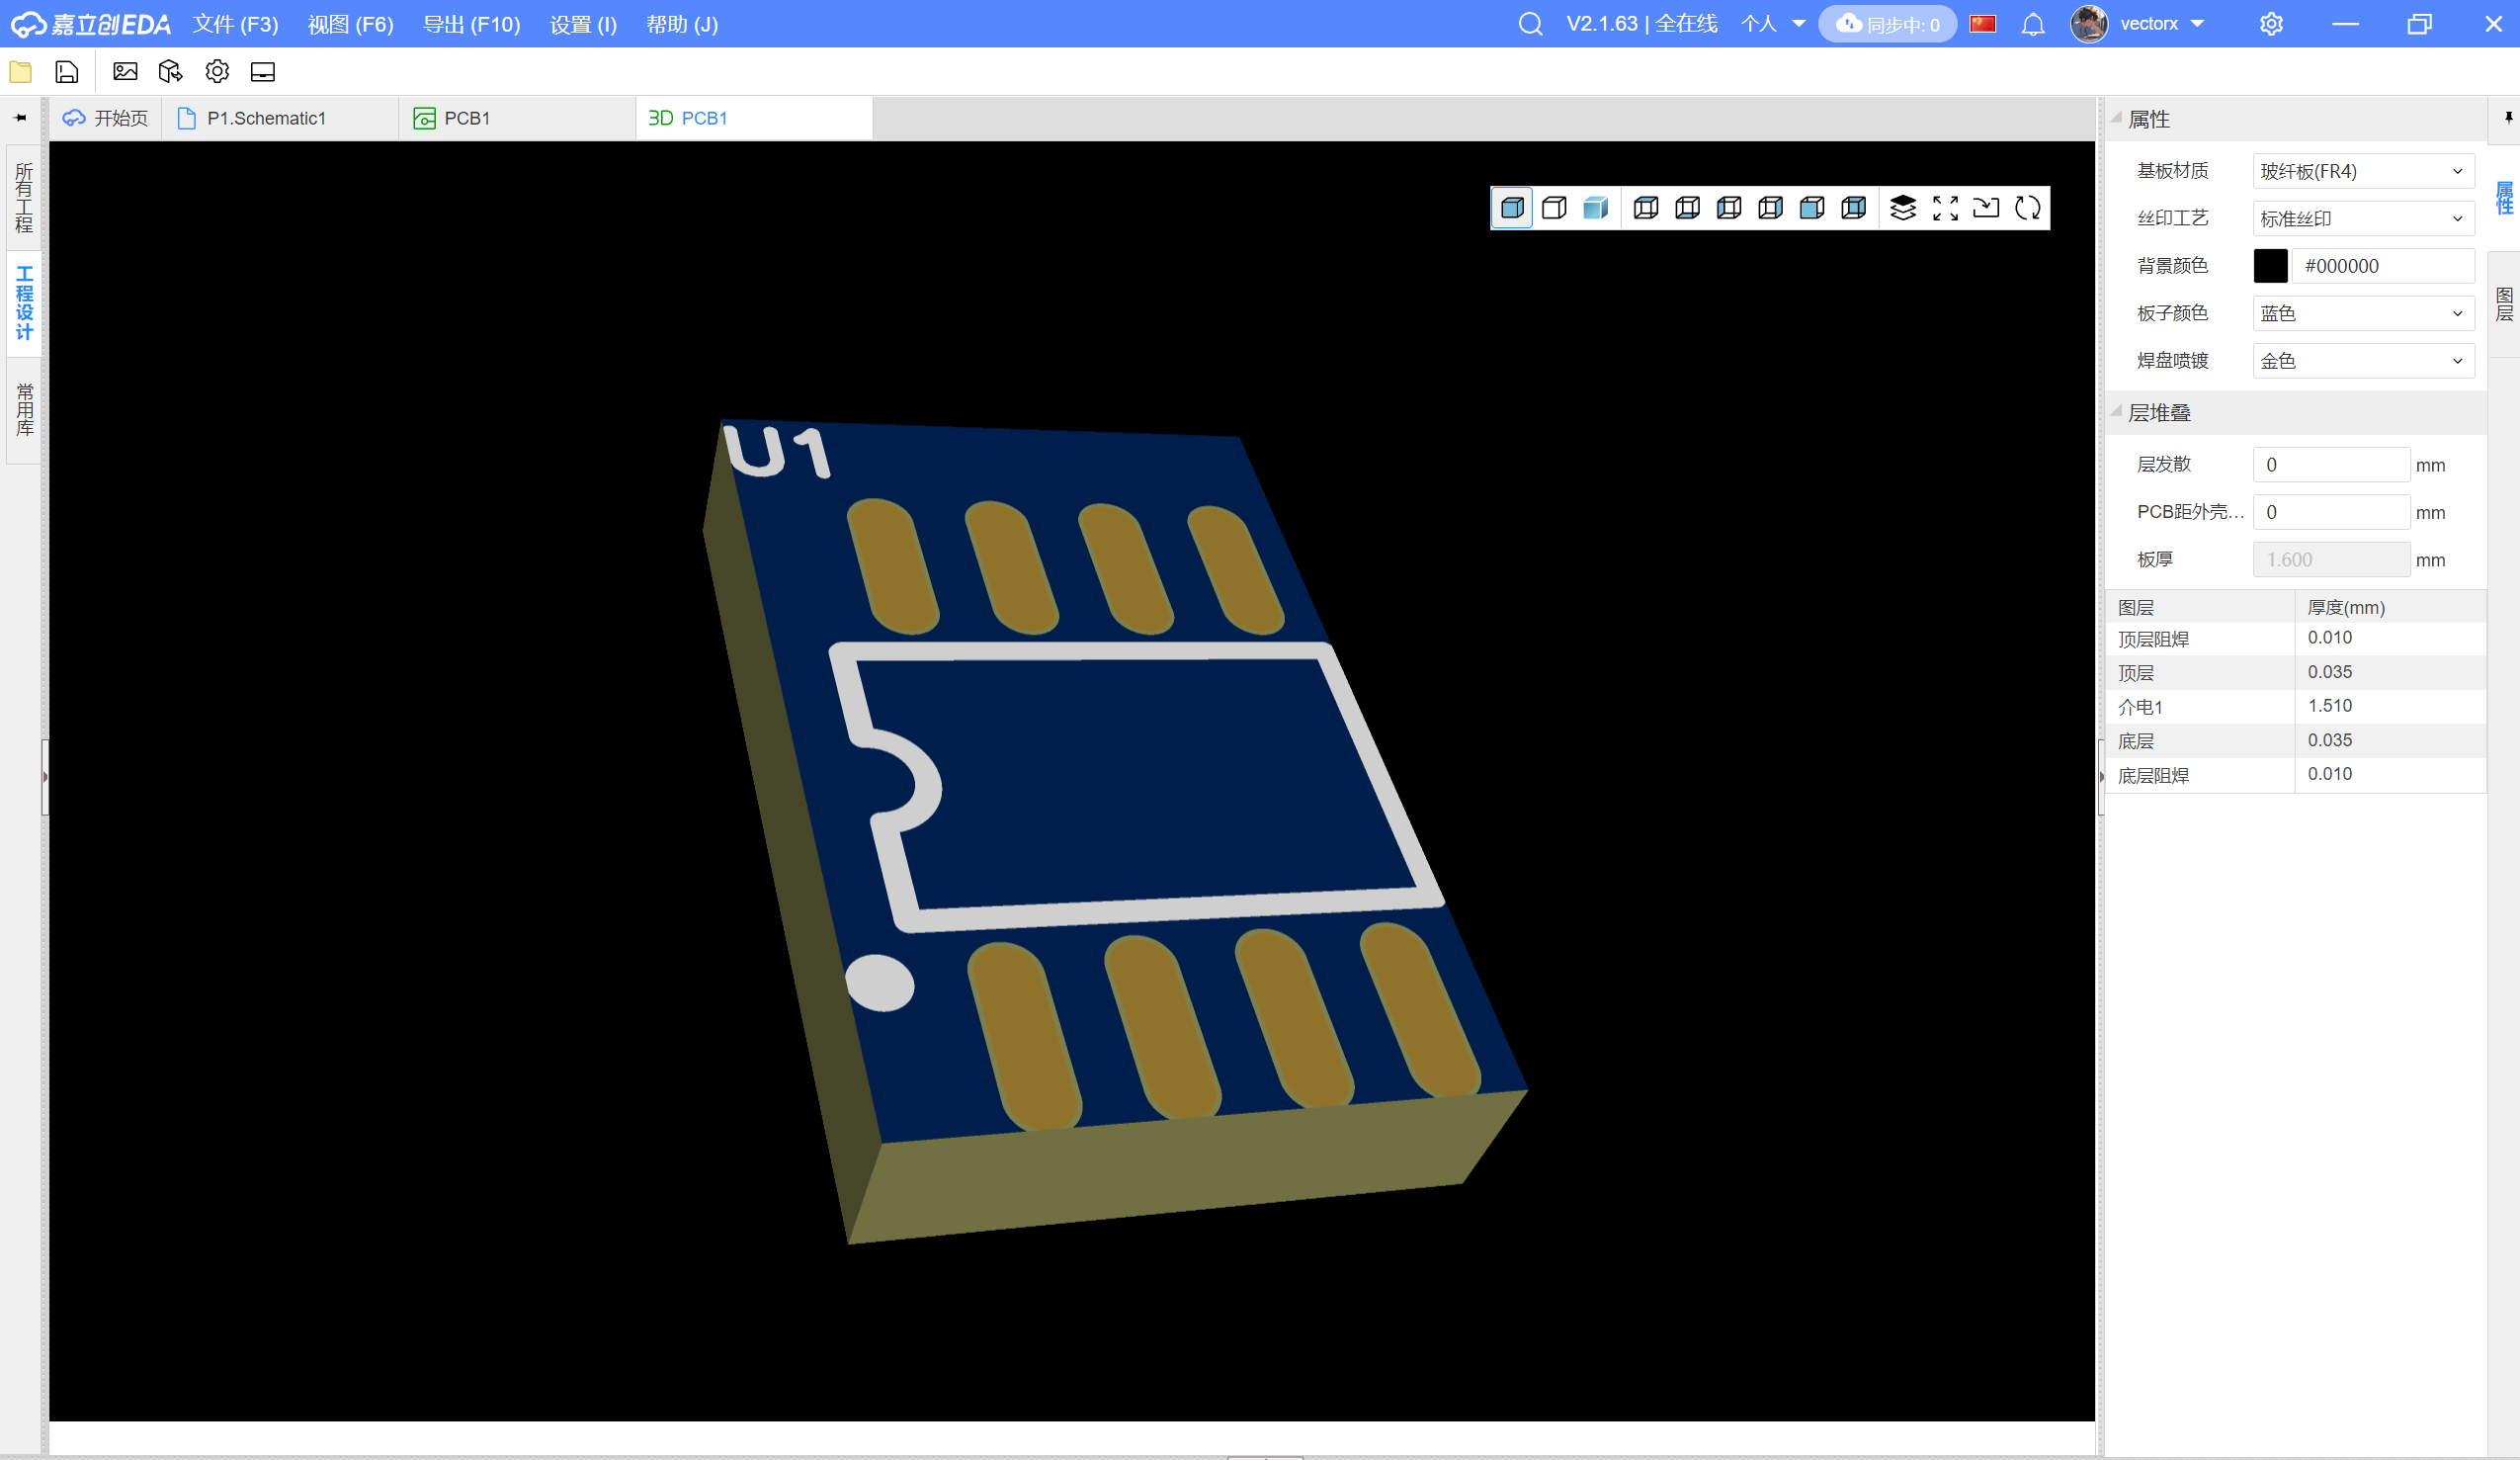 嘉立创EDA 文件 (F3) 视图 (F6) 导出 (F10) 设置 (I) 帮助 (J) V2.1.63 | 全在线 个人 同步中: 0 vectorx
开始页 P1.Schematic1 PCB1 3D PCB1
所有工程
工程设计
常用库
U1
属性
基板材质 玻纤板(FR4)
丝印工艺 标准丝印
背景颜色 #000000
板子颜色 蓝色
焊盘喷镀 金色
层堆叠
层发散 0 mm
PCB距外壳... 0 mm
板厚 1.600 mm
图层 厚度(mm)
顶层阻焊 0.010
顶层 0.035
介电1 1.510
底层 0.035
底层阻焊 0.010
属性
图层